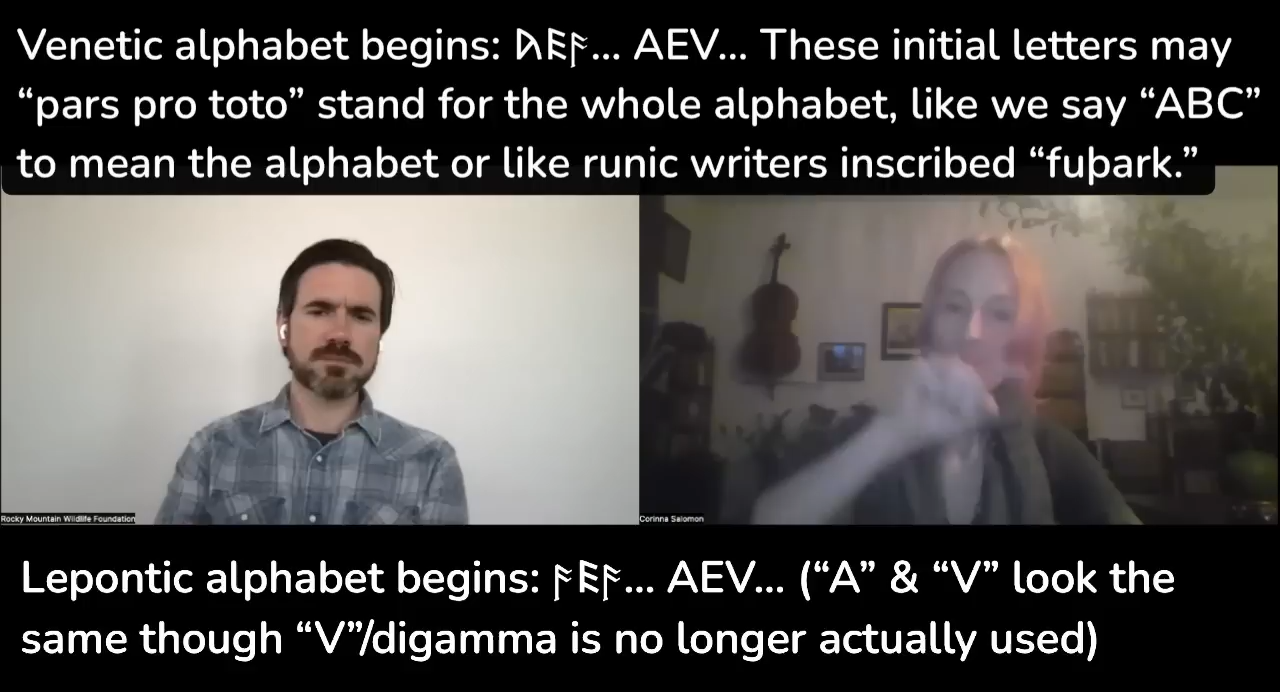 Venetic alphabet begins: 𐌀𐌄𐌅... AEV... These initial letters may
“pars pro toto” stand for the whole alphabet, like we say “ABC”
to mean the alphabet or like runic writers inscribed “fuþark.”
Rocky Mountain Wildlife Foundation
Corinna Salomon
Lepontic alphabet begins: 𐌀𐌄𐌅... AEV... (“A” & “V” look the
same though “V”/digamma is no longer actually used)